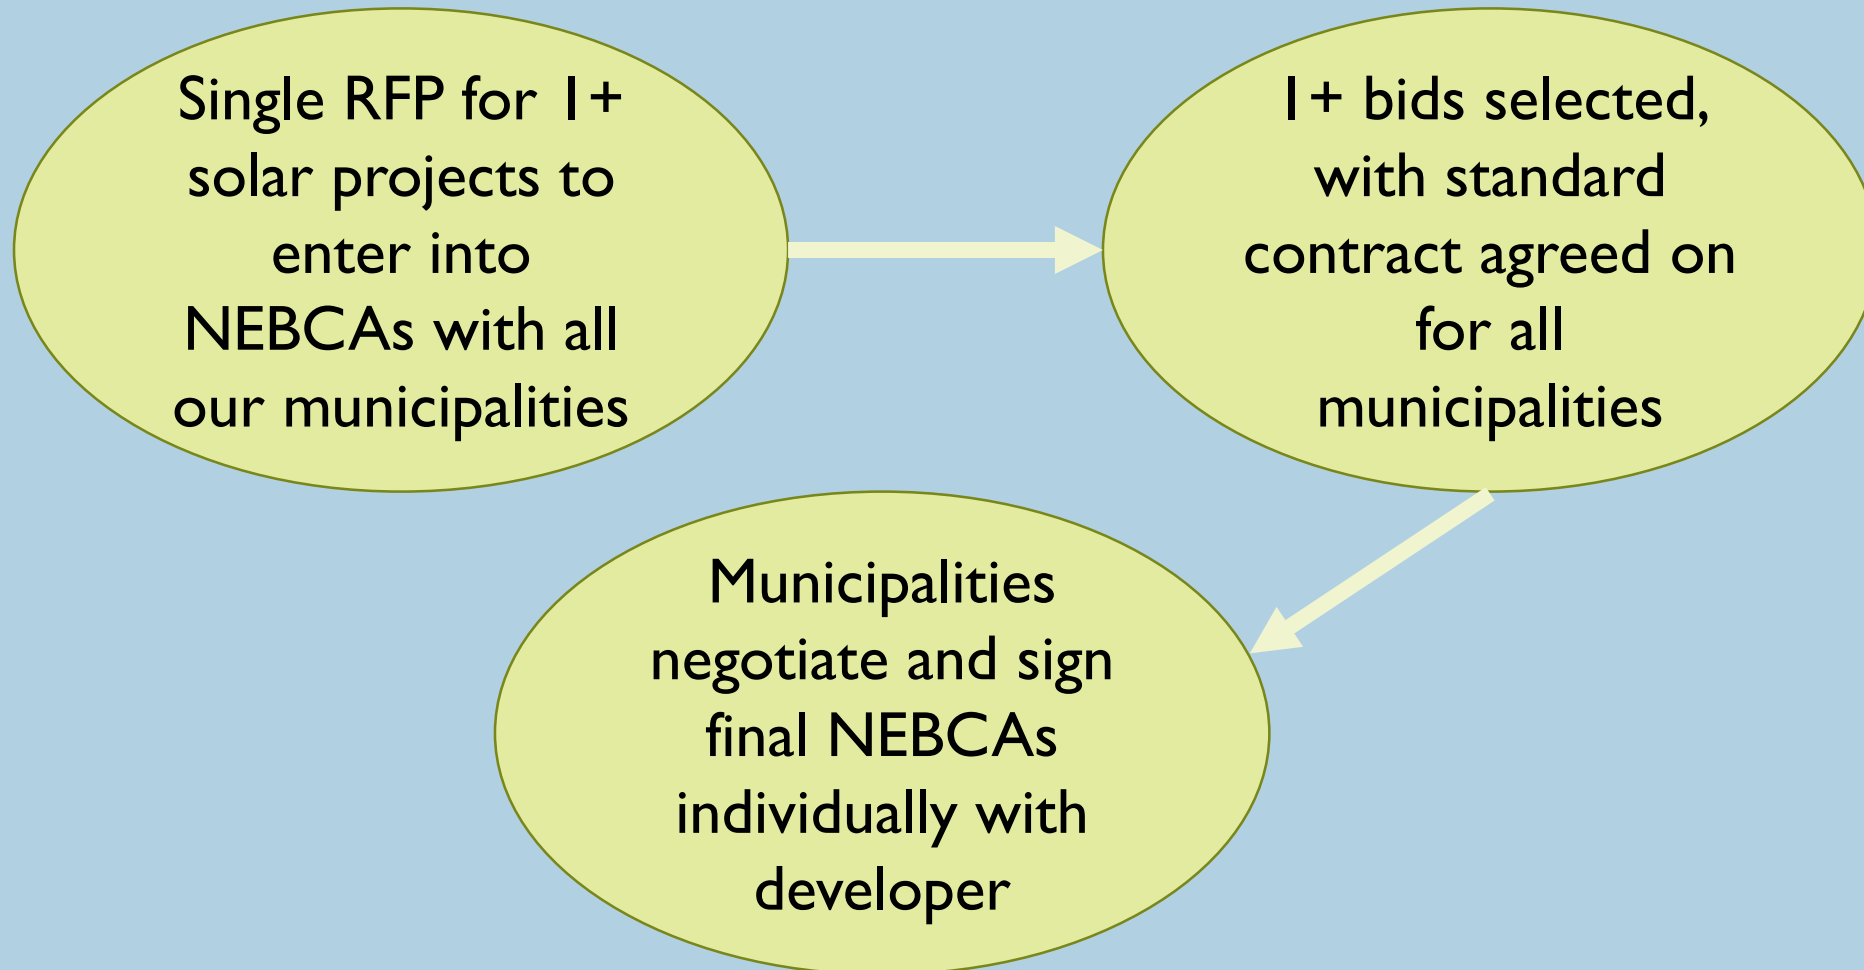 Single RFP for 1+
solar projects to
enter into
NEBCAs with all
our municipalities
1+ bids selected,
with standard
contract agreed on
for all
municipalities
Municipalities
negotiate and sign
final NEBCAs
individually with
developer